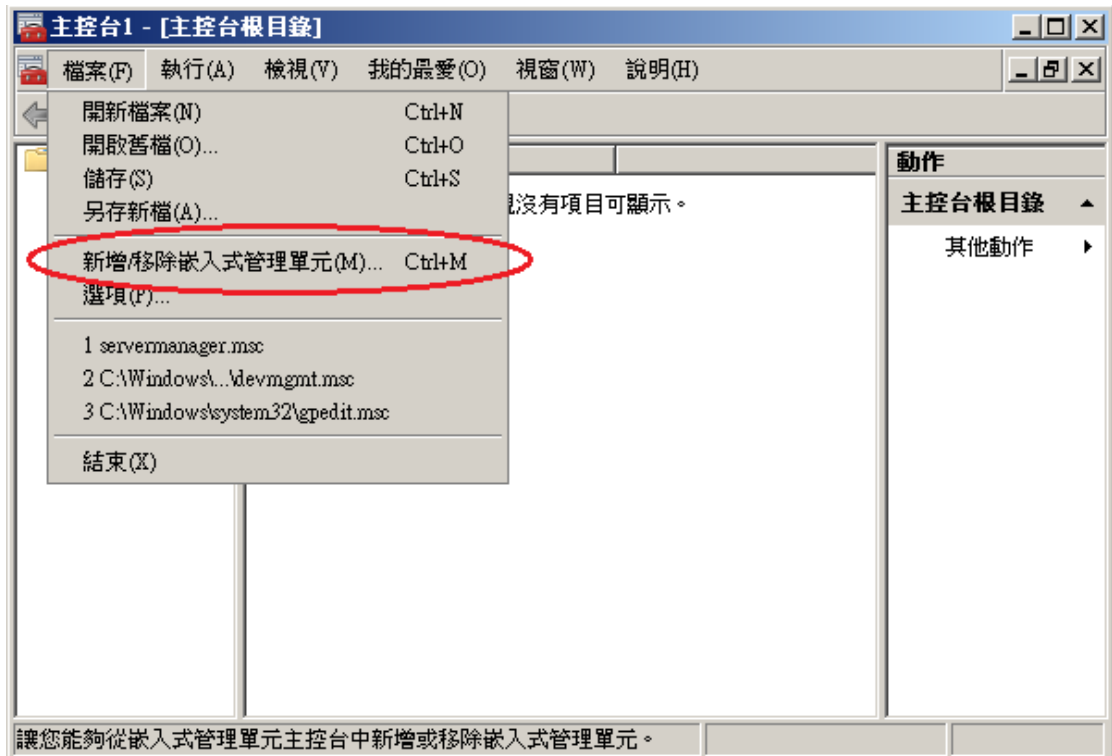 主控台1 - [主控台根目錄]
檔案(F) 執行(A) 檢視(V) 我的最愛(O) 視窗(W) 說明(H)
開新檔案(N) Ctrl+N
開啟舊檔(O)... Ctrl+O
儲存(S) Ctrl+S
另存新檔(A)...
新增/移除嵌入式管理單元(M)... Ctrl+M
選項(P)...
1 servermanager.msc
2 C:\Windows\...\devmgmt.msc
3 C:\Windows\system32\gpedit.msc
結束(X)
沒有項目可顯示。
動作
主控台根目錄
其他動作
讓您能夠從嵌入式管理單元主控台中新增或移除嵌入式管理單元。